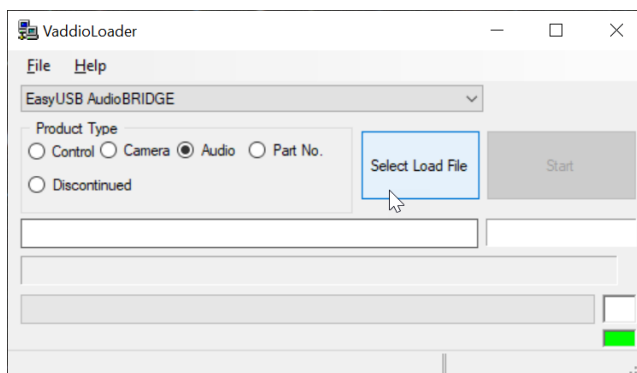 VaddioLoader
File Help
EasyUSB AudioBRIDGE
Product Type
Control Camera Audio Part No.
Discontinued
Select Load File
Start